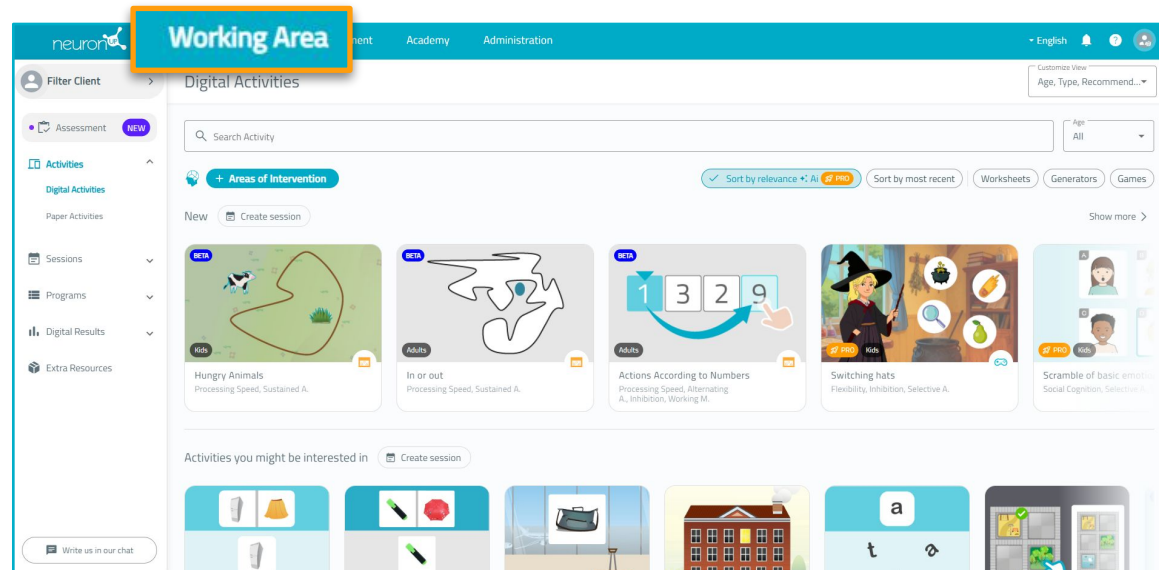 neuronUP
Working Area
ment
Academy
Administration
English
?
Filter Client
Digital Activities
Customize View
Age, Type, Recommend...
Assessment NEW
Search Activity
Age
All
Activities
Digital Activities
Paper Activities
Sessions
Programs
Digital Results
Extra Resources
Write us in our chat
+ Areas of Intervention
Sort by relevance Ai PRO
Sort by most recent
Worksheets
Generators
Games
New
Create session
Show more >
BETA
Kids
Hungry Animals
Processing Speed, Sustained A.
BETA
Adults
In or out
Processing Speed, Sustained A.
BETA
1 3 2 9
Adults
Actions According to Numbers
Processing Speed, Alternating
A., Inhibition, Working M.
PRO Kids
Switching hats
Flexibility, Inhibition, Selective A.
A
D
PRO Kids
Scramble of basic emotio
Social Cognition, Selective A
Activities you might be interested in
Create session
a
t a